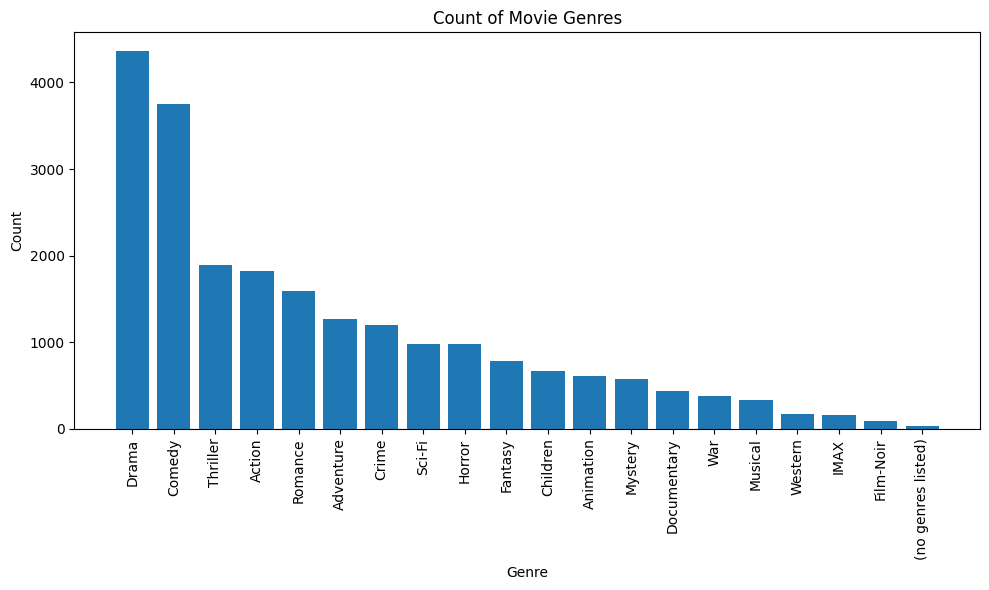 Count of Movie Genres
Count
4000
3000
2000
1000
0
Drama
Comedy
Thriller
Action
Romance
Adventure
Crime
Sci-Fi
Horror
Fantasy
Children
Animation
Mystery
Documentary
War
Musical
Western
IMAX
Film-Noir
(no genres listed)
Genre